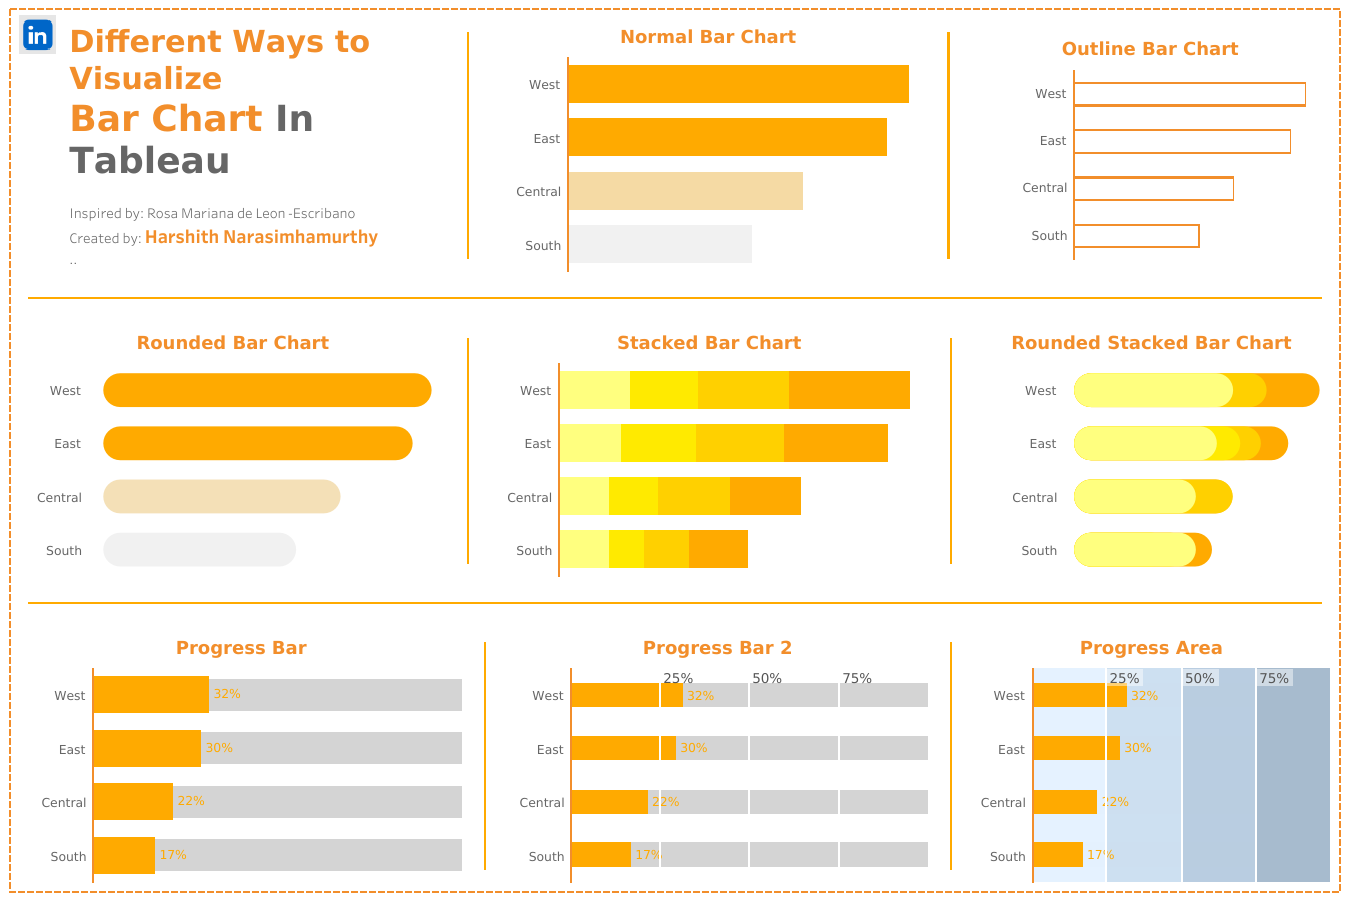 in
Different Ways to
Visualize
Bar Chart In
Tableau
Inspired by: Rosa Mariana de Leon -Escribano
Created by: Harshith Narasimhamurthy
..
Normal Bar Chart
West
East
Central
South
Outline Bar Chart
West
East
Central
South
Rounded Bar Chart
West
East
Central
South
Stacked Bar Chart
West
East
Central
South
Rounded Stacked Bar Chart
West
East
Central
South
Progress Bar
West 32%
East 30%
Central 22%
South 17%
Progress Bar 2
25% 50% 75%
West 32%
East 30%
Central 22%
South 17%
Progress Area
25% 50% 75%
West 32%
East 30%
Central 22%
South 17%